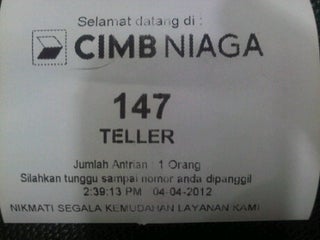 Selamat datang di :
CIMB NIAGA
147
TELLER
Jumlah Antrian : 1 Orang
Silahkan tunggu sampai nomor anda dipanggil
2:39:13 PM 04-04-2012
NIKMATI SEGALA KEMUDAHAN LAYANAN KAMI